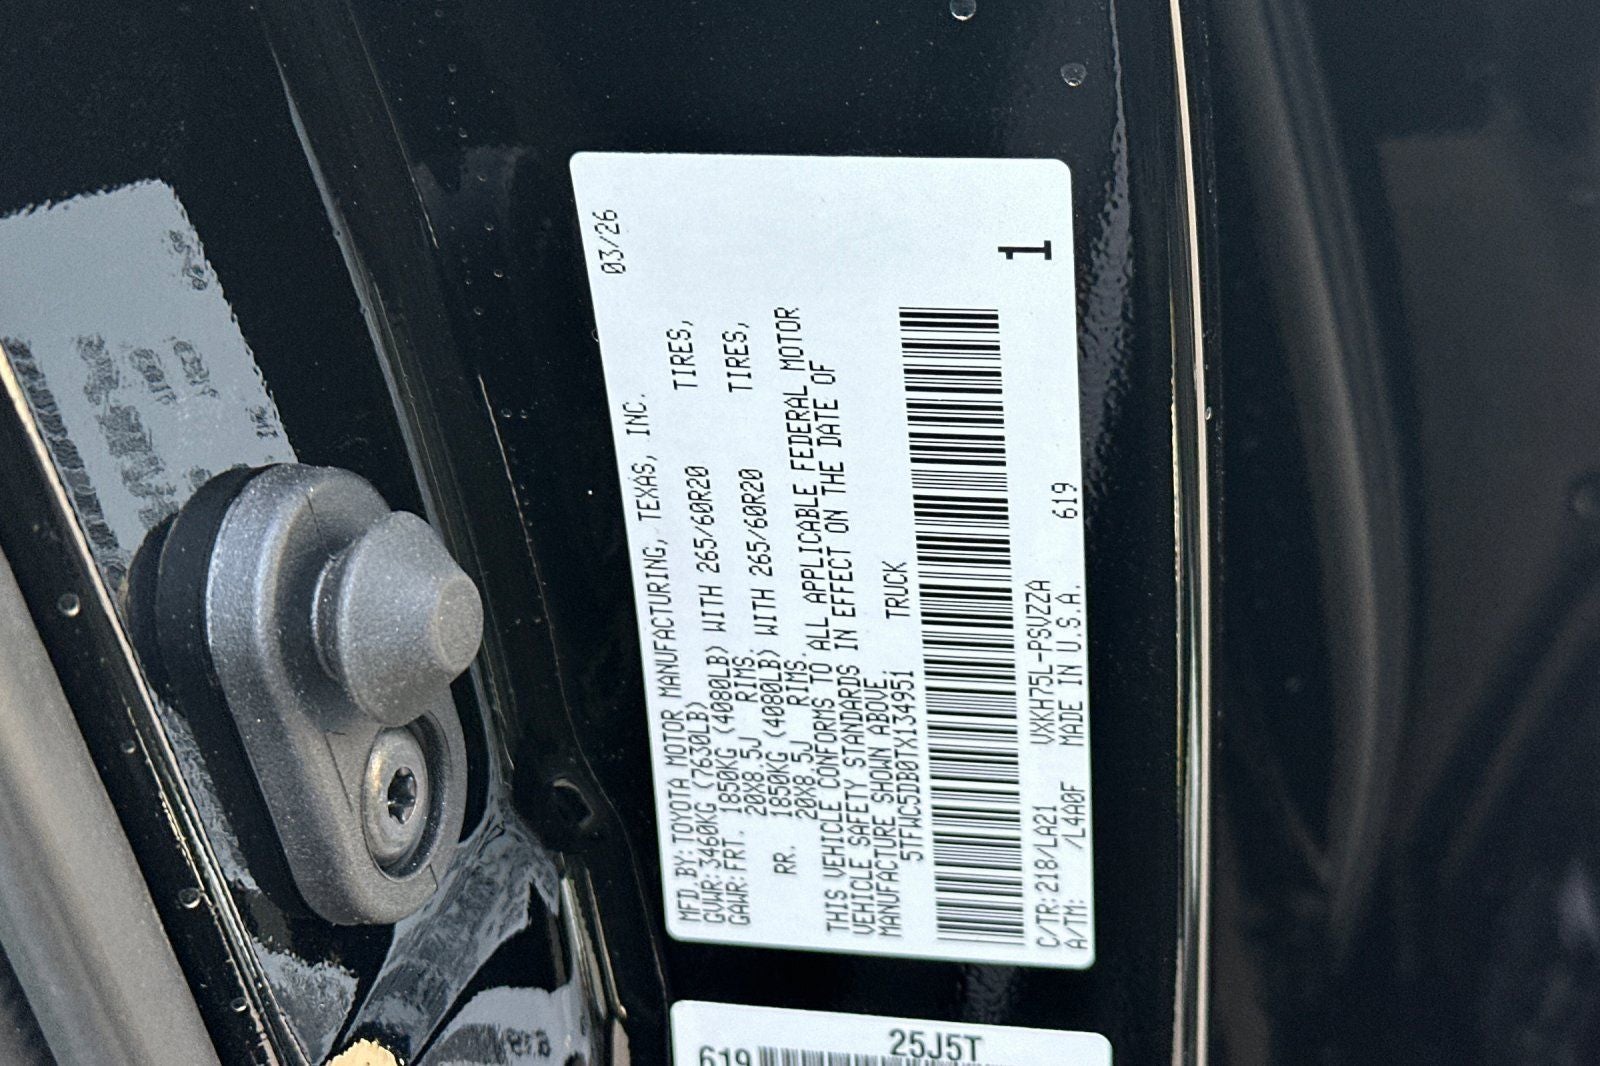 03/26
MFD.BY:TOYOTA MOTOR MANUFACTURING, TEXAS, INC.
GVWR:3460KG (7630LB)
GAWR:FRT. 1850KG (4080LB) WITH 265/60R20 TIRES,
20X8.5J RIMS.
RR. 1850KG (4080LB) WITH 265/60R20 TIRES,
20X8.5J RIMS.
THIS VEHICLE CONFORMS TO ALL APPLICABLE FEDERAL MOTOR
VEHICLE SAFETY STANDARDS IN EFFECT ON THE DATE OF
MANUFACTURE SHOWN ABOVE.
5TFWC5DB0TX134951 TRUCK
1
C/TR:218/LA21 VXKH75L-PSVZZA 619
A/TM: /L4A0F MADE IN U.S.A.
25J5T
619